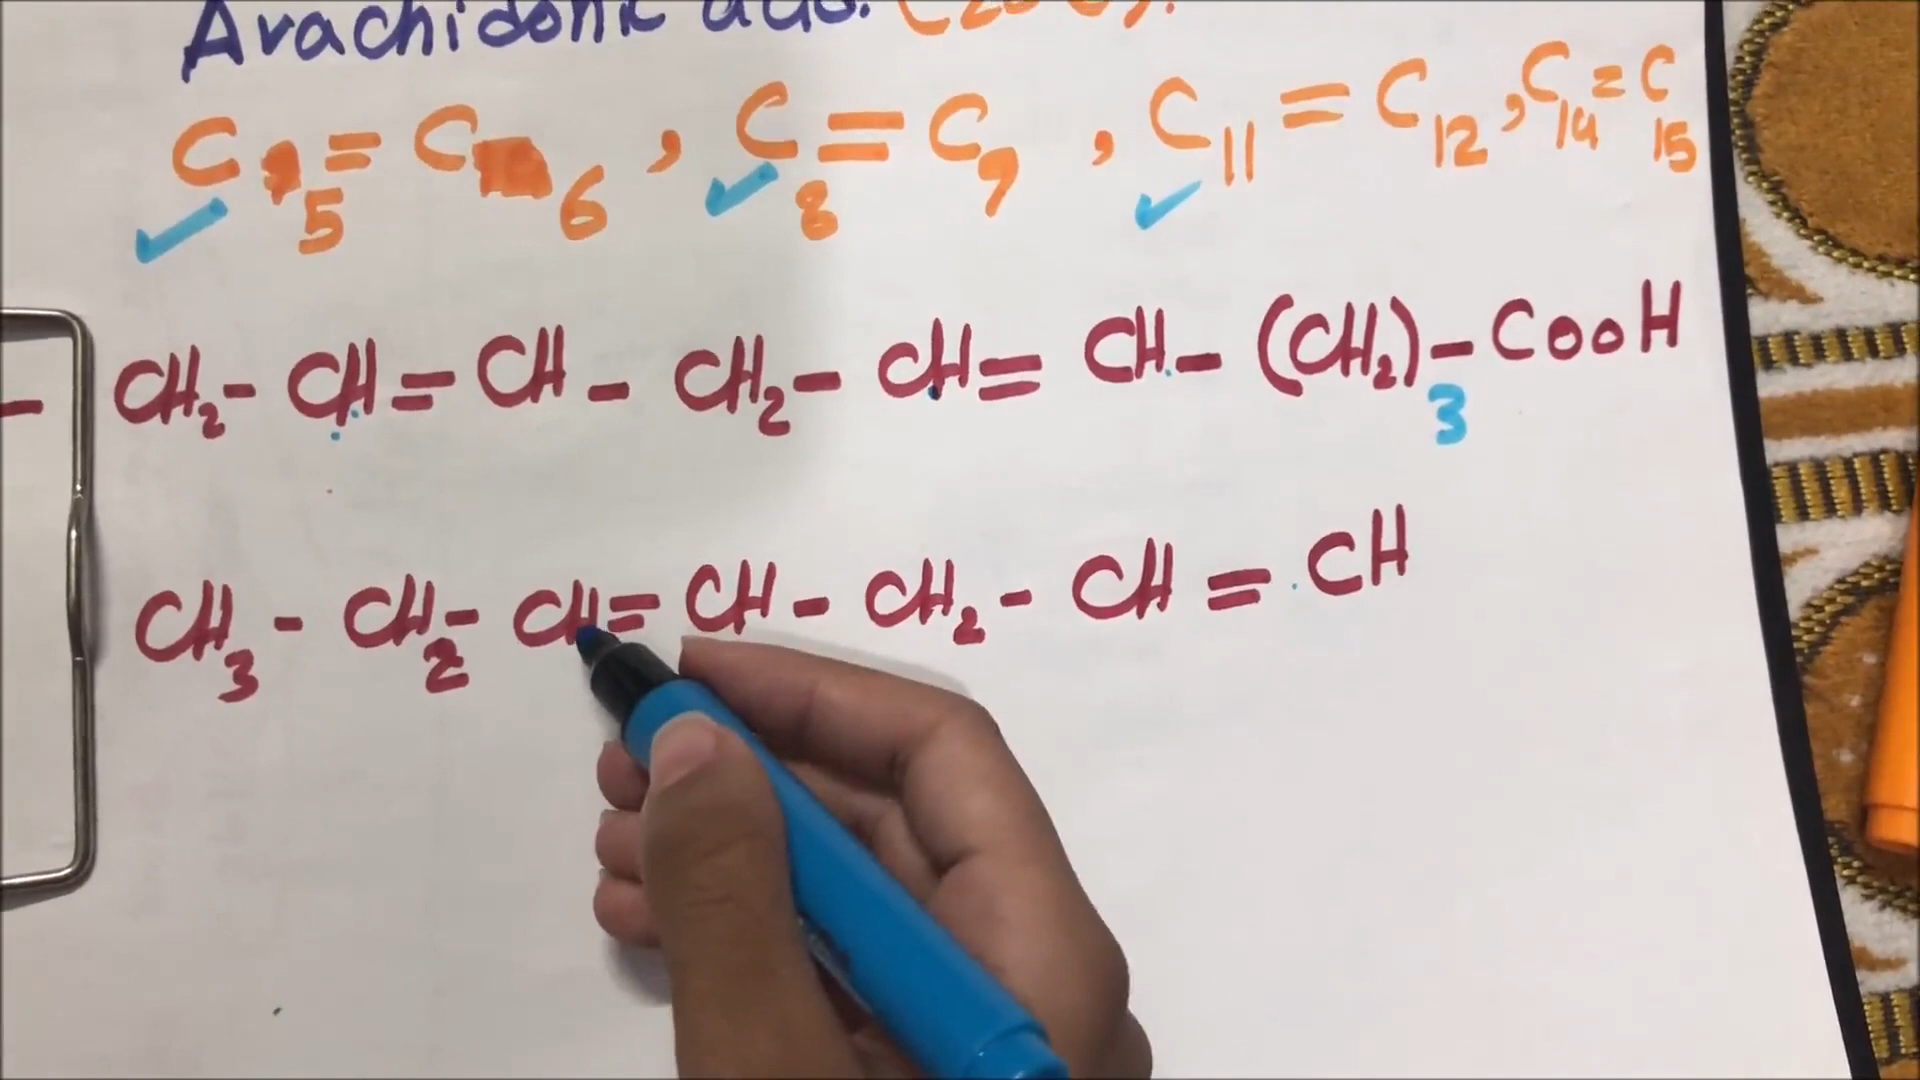 Arachidonic acid.
C5 = C6 , C8 = C9 , C11 = C12 , C14 = C15
- CH2 - CH = CH - CH2 - CH = CH - (CH2)3 - COOH
CH3 - CH2 - CH = CH - CH2 - CH = CH